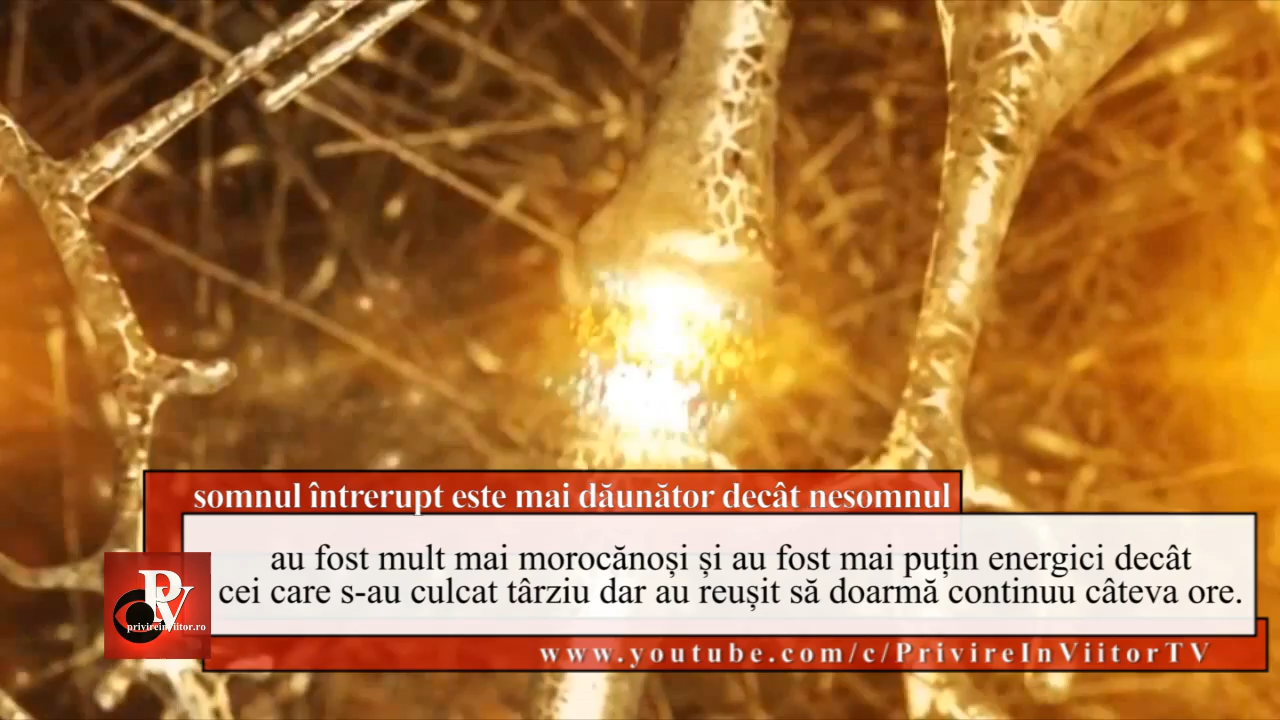 somnul întrerupt este mai dăunător decât nesomnul
au fost mult mai morocănoși și au fost mai puțin energici decât
cei care s-au culcat târziu dar au reușit să doarmă continuu câteva ore.
PV
privireinviitor.ro
www.youtube.com/c/PrivireInViitorTV